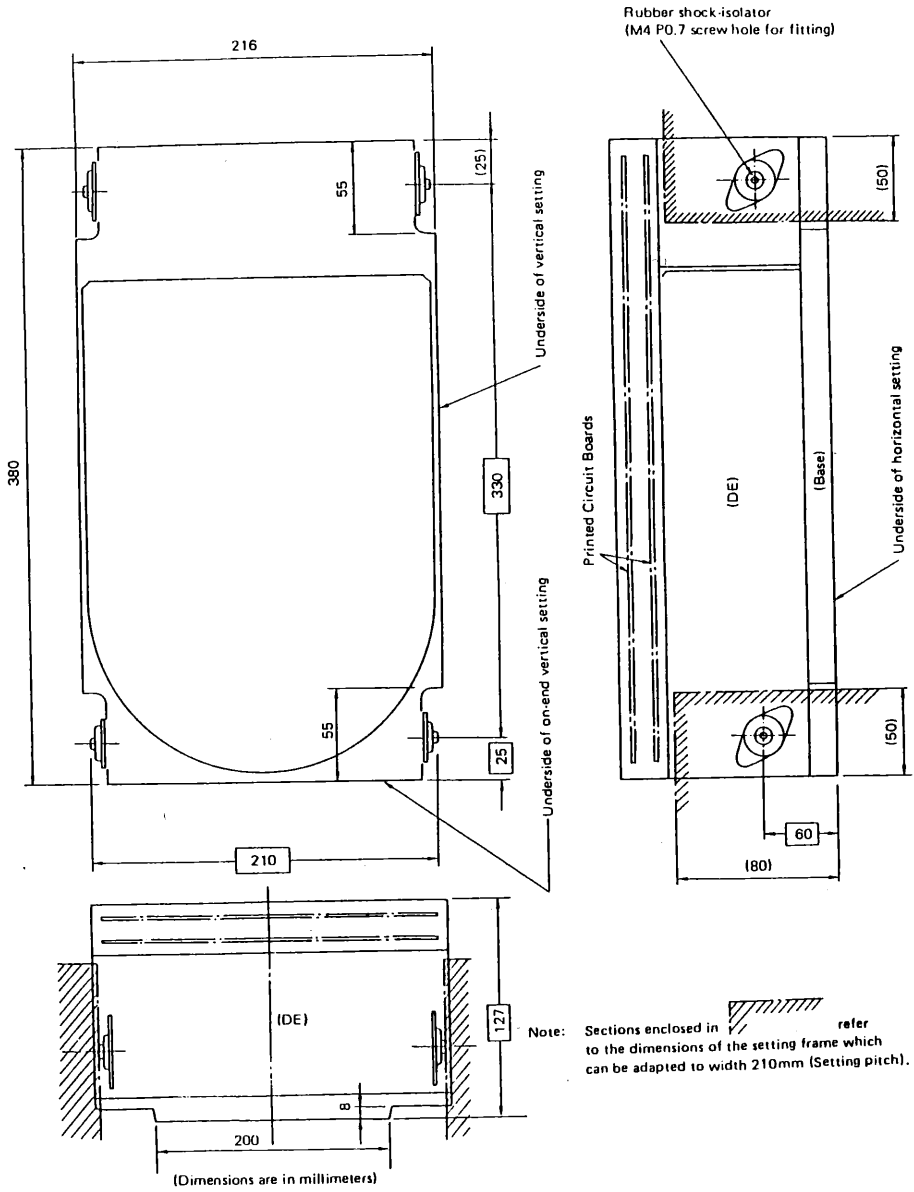 Rubber shock-isolator
(M4 P0.7 screw hole for fitting)
216
(25)
55
(50)
380
Underside of vertical setting
330
Printed Circuit Boards
(DE)
(Base)
Underside of horizontal setting
55
25
Underside of on-end vertical setting
(50)
210
60
(80)
(DE)
127
8
200
Note: Sections enclosed in refer
to the dimensions of the setting frame which
can be adapted to width 210mm (Setting pitch).
(Dimensions are in millimeters)